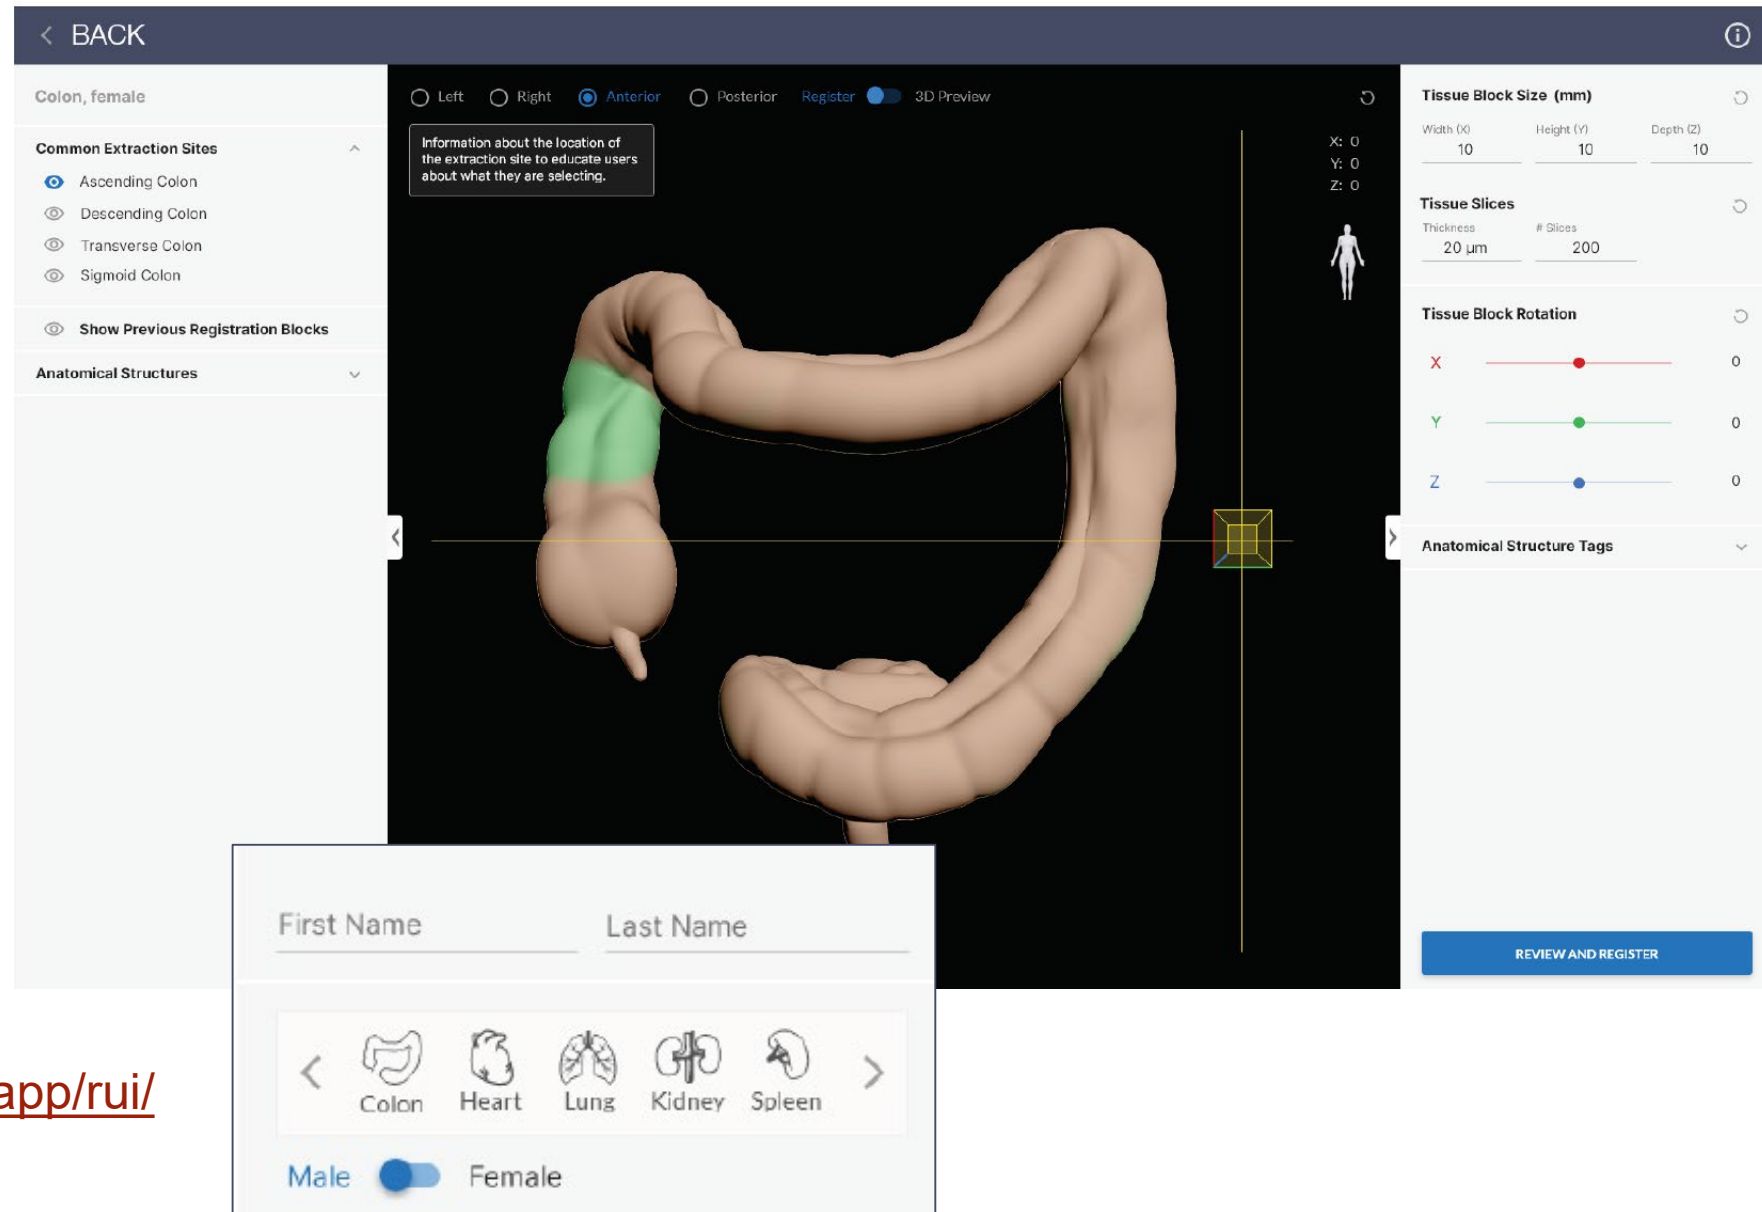 BACK
Colon, female
Common Extraction Sites
Ascending Colon
Descending Colon
Transverse Colon
Sigmoid Colon
Show Previous Registration Blocks
Anatomical Structures
Left Right Anterior Posterior Register 3D Preview
Information about the location of
the extraction site to educate users
about what they are selecting.
X: 0
Y: 0
Z: 0
Tissue Block Size (mm)
Width (X) Height (Y) Depth (Z)
10 10 10
Tissue Slices
Thickness # Slices
20 µm 200
Tissue Block Rotation
X 0
Y 0
Z 0
Anatomical Structure Tags
REVIEW AND REGISTER
First Name Last Name
Colon Heart Lung Kidney Spleen
Male Female
app/rui/